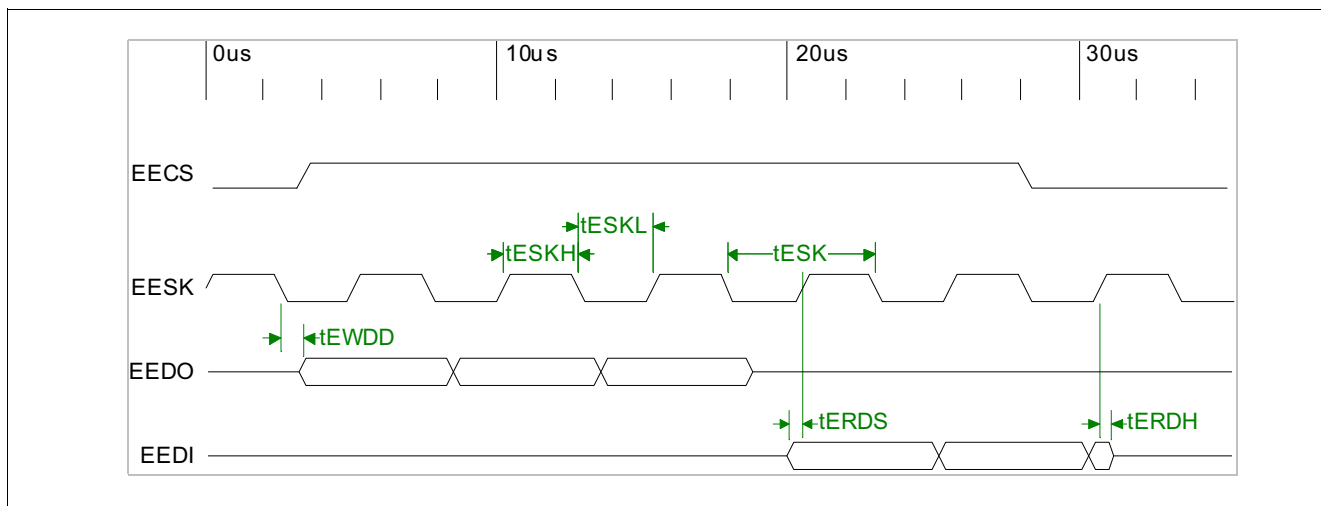 0us 10us 20us 30us
EECS
tESKL
tESKH tESK
EESK
tEWDD
EEDO
tERDS tERDH
EEDI